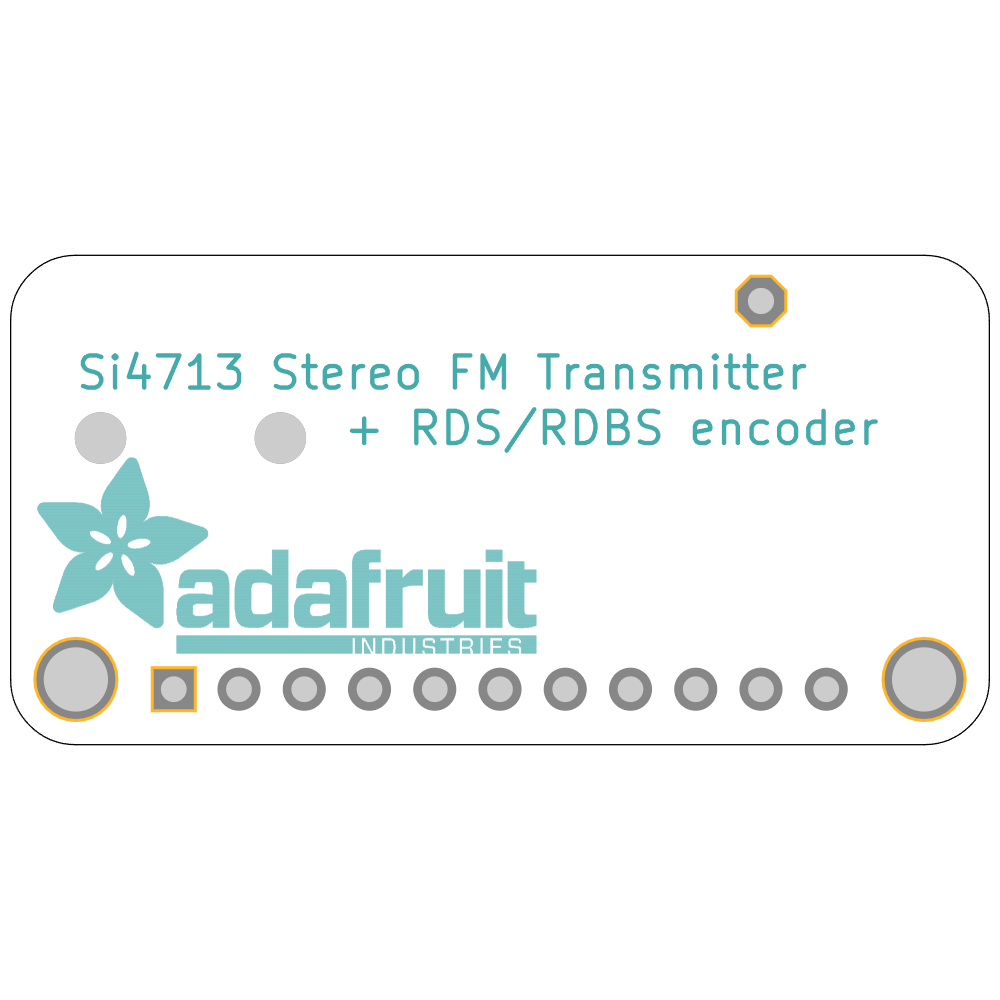 Si4713 Stereo FM Transmitter
+ RDS/RDBS encoder
adafruit
INDUSTRIES